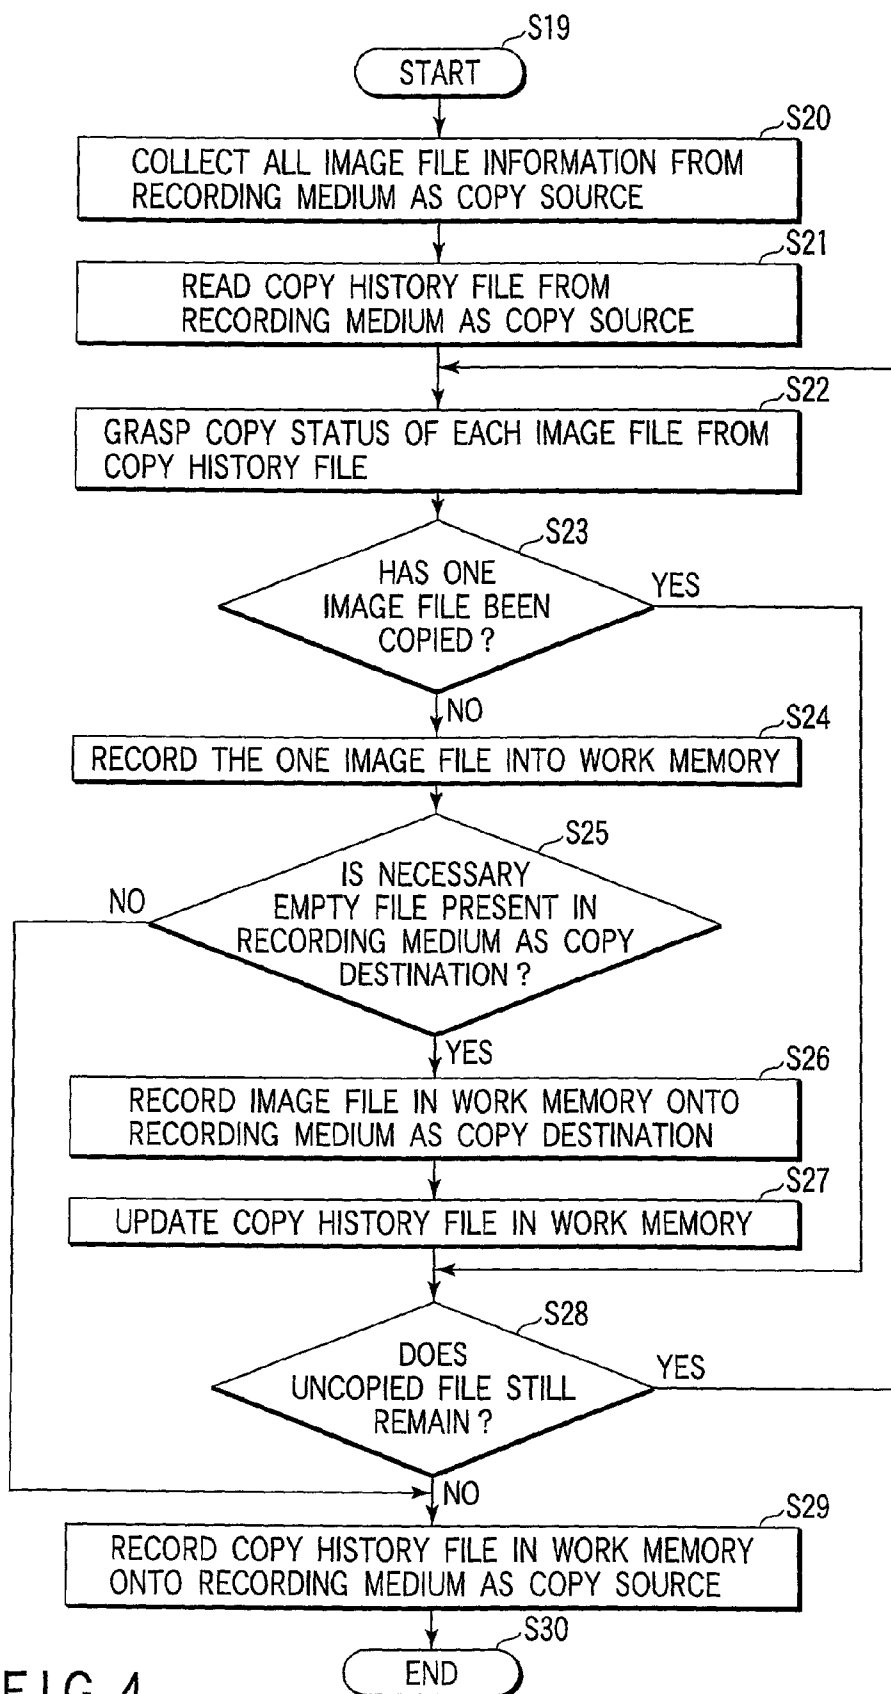 S19
START
S20
COLLECT ALL IMAGE FILE INFORMATION FROM
RECORDING MEDIUM AS COPY SOURCE
S21
READ COPY HISTORY FILE FROM
RECORDING MEDIUM AS COPY SOURCE
S22
GRASP COPY STATUS OF EACH IMAGE FILE FROM
COPY HISTORY FILE
S23
HAS ONE
IMAGE FILE BEEN
COPIED ?
YES
NO
S24
RECORD THE ONE IMAGE FILE INTO WORK MEMORY
S25
IS NECESSARY
EMPTY FILE PRESENT IN
RECORDING MEDIUM AS COPY
DESTINATION ?
NO
YES
S26
RECORD IMAGE FILE IN WORK MEMORY ONTO
RECORDING MEDIUM AS COPY DESTINATION
S27
UPDATE COPY HISTORY FILE IN WORK MEMORY
S28
DOES
UNCOPIED FILE STILL
REMAIN ?
YES
NO
S29
RECORD COPY HISTORY FILE IN WORK MEMORY
ONTO RECORDING MEDIUM AS COPY SOURCE
S30
END
FIG. 4